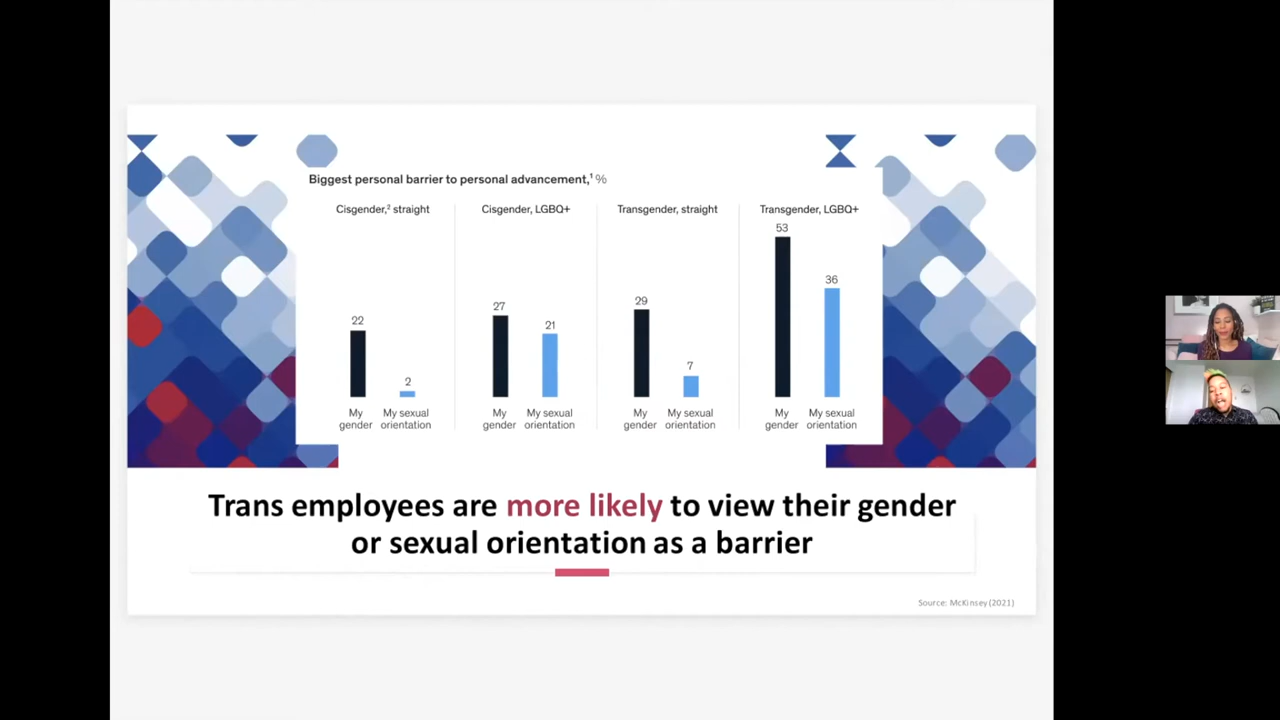 Biggest personal barrier to personal advancement,¹ %
Cisgender,² straight
Cisgender, LGBQ+
Transgender, straight
Transgender, LGBQ+
22
2
27
21
29
7
53
36
My gender
My sexual orientation
My gender
My sexual orientation
My gender
My sexual orientation
My gender
My sexual orientation
Trans employees are more likely to view their gender
or sexual orientation as a barrier
Source: McKinsey (2021)